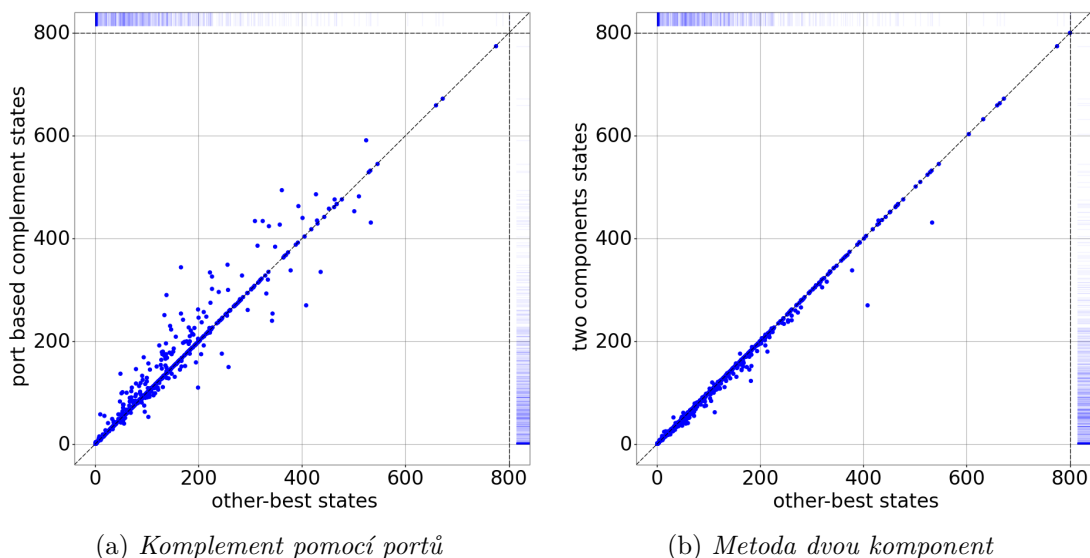 800
600
400
200
0
port based complement states
0 200 400 600 800
other-best states
(a) Komplement pomocí portů
800
600
400
200
0
two components states
0 200 400 600 800
other-best states
(b) Metoda dvou komponent